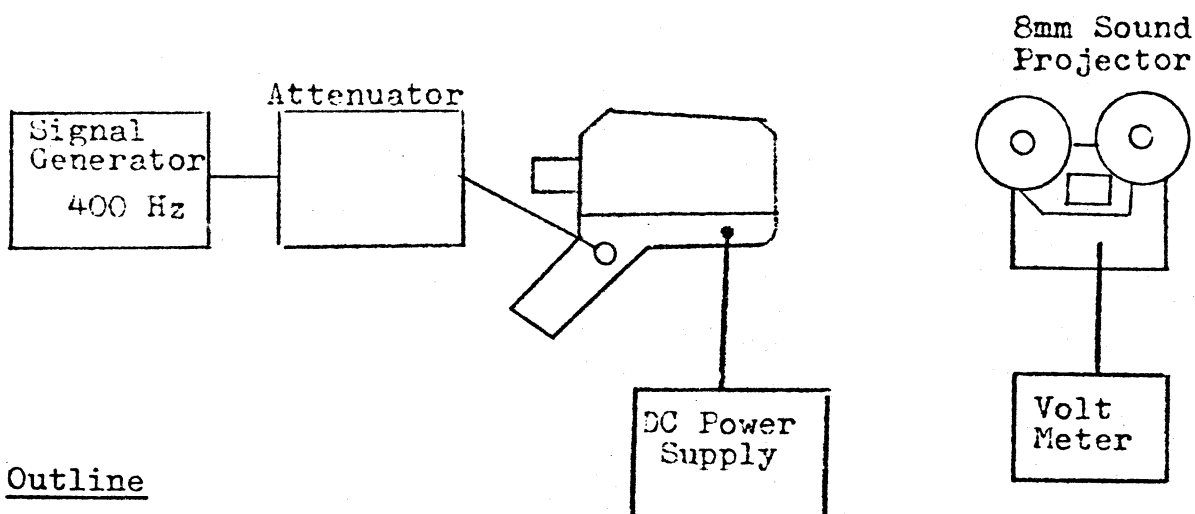 8mm Sound
Projector
Attenuator
Signal
Generator
400 Hz
DC Power
Supply
Volt
Meter
Outline